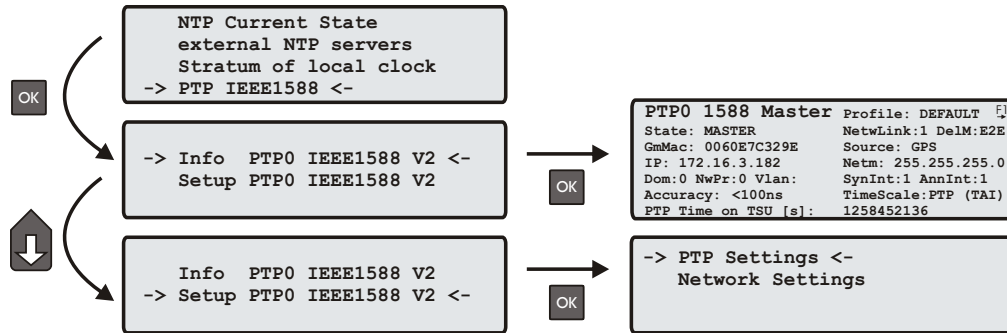 NTP Current State
external NTP servers
Stratum of local clock
-> PTP IEEE1588 <-
OK
-> Info PTP0 IEEE1588 V2 <-
Setup PTP0 IEEE1588 V2
OK
PTP0 1588 Master Profile: DEFAULT F1
State: MASTER NetwLink:1 DelM:E2E
GmMac: 0060E7C329E Source: GPS
IP: 172.16.3.182 Netm: 255.255.255.0
Dom:0 NwPr:0 Vlan: SynInt:1 AnnInt:1
Accuracy: <100ns TimeScale:PTP (TAI)
PTP Time on TSU [s]: 1258452136
Info PTP0 IEEE1588 V2
-> Setup PTP0 IEEE1588 V2 <-
OK
-> PTP Settings <-
Network Settings